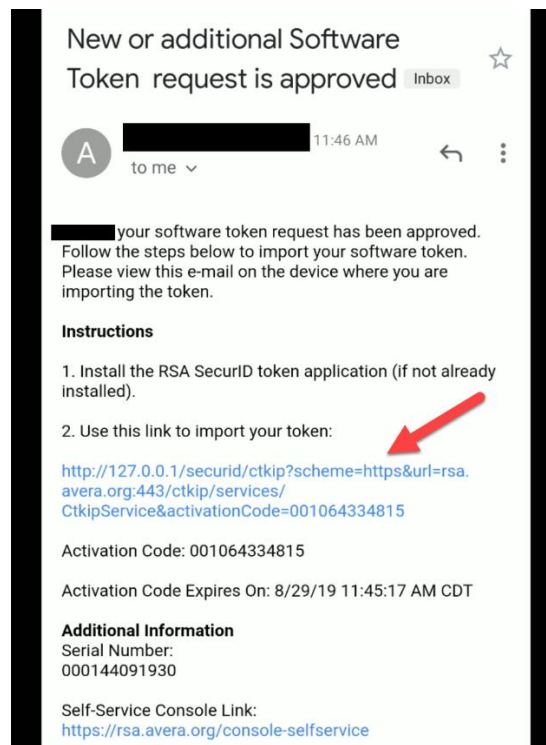 New or additional Software
Token request is approved Inbox
A
11:46 AM
to me
your software token request has been approved.
Follow the steps below to import your software token.
Please view this e-mail on the device where you are
importing the token.
Instructions
1. Install the RSA SecurID token application (if not already
installed).
2. Use this link to import your token:
http://127.0.0.1/securid/ctkip?scheme=https&url=rsa.
avera.org:443/ctkip/services/
CtkipService&activationCode=001064334815
Activation Code: 001064334815
Activation Code Expires On: 8/29/19 11:45:17 AM CDT
Additional Information
Serial Number:
000144091930
Self-Service Console Link:
https://rsa.avera.org/console-selfservice